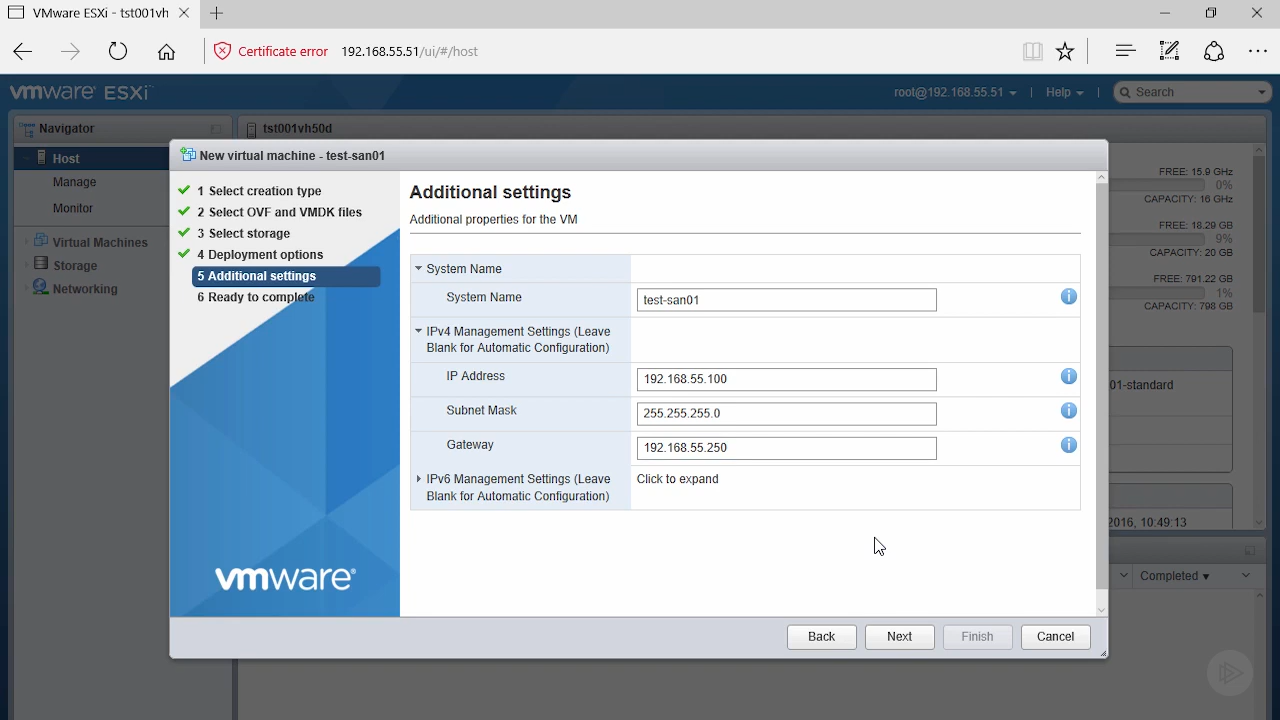 VMware ESXi - tst001vh
Certificate error 192.168.55.51/ui/#/host
vmware ESXi
root@192.168.55.51
Help
Search
Navigator
tst001vh50d
Host
Manage
Monitor
Virtual Machines
Storage
Networking
New virtual machine - test-san01
1 Select creation type
2 Select OVF and VMDK files
3 Select storage
4 Deployment options
5 Additional settings
6 Ready to complete
vmware®
Additional settings
Additional properties for the VM
System Name
System Name
test-san01
IPv4 Management Settings (Leave
Blank for Automatic Configuration)
IP Address
192.168.55.100
Subnet Mask
255.255.255.0
Gateway
192.168.55.250
IPv6 Management Settings (Leave
Blank for Automatic Configuration)
Click to expand
Back
Next
Finish
Cancel
FREE: 15.9 GHz
0%
CAPACITY: 16 GHz
FREE: 18.29 GB
9%
CAPACITY: 20 GB
FREE: 791.22 GB
1%
CAPACITY: 798 GB
01-standard
2016, 10:49:13
Completed